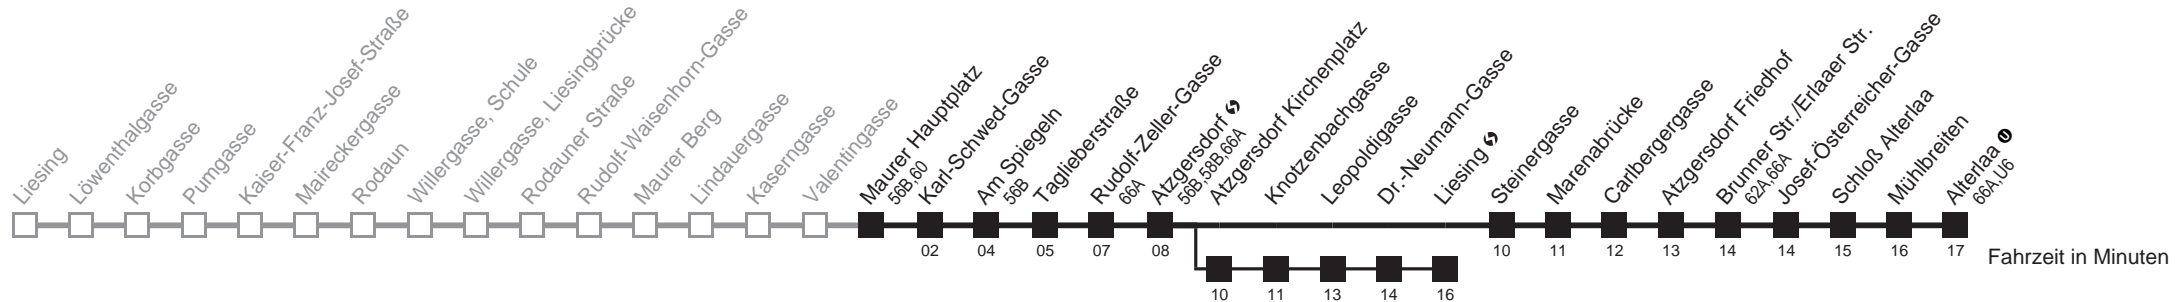 Liesing
Löwenthalgasse
Korbgasse
Pumgasse
Kaiser-Franz-Josef-Straße
Maireckergasse
Rodaun
Willergasse, Schule
Willergasse, Liesingbrücke
Rodauner Straße
Rudolf-Waisenhorn-Gasse
Maurer Berg
Lindauergasse
Kaserngasse
Valentingasse
Maurer Hauptplatz
56B,60
Karl-Schwed-Gasse
Am Spiegeln
56B
Taglieberstraße
Rudolf-Zeller-Gasse
66A
Atzgersdorf
56B,58B,66A
Atzgersdorf Kirchenplatz
Knotzenbachgasse
Leopoldigasse
Dr.-Neumann-Gasse
Liesing
Steinergasse
Marenabrücke
Carlbergergasse
Atzgersdorf Friedhof
Brunner Str./Erlaaer Str.
62A,66A
Josef-Österreicher-Gasse
Schloß Alterlaa
Mühlbreiten
Alterlaa U
66A,U6
02 04 05 07 08 10 11 12 13 14 14 15 16 17
Fahrzeit in Minuten
10 11 13 14 16